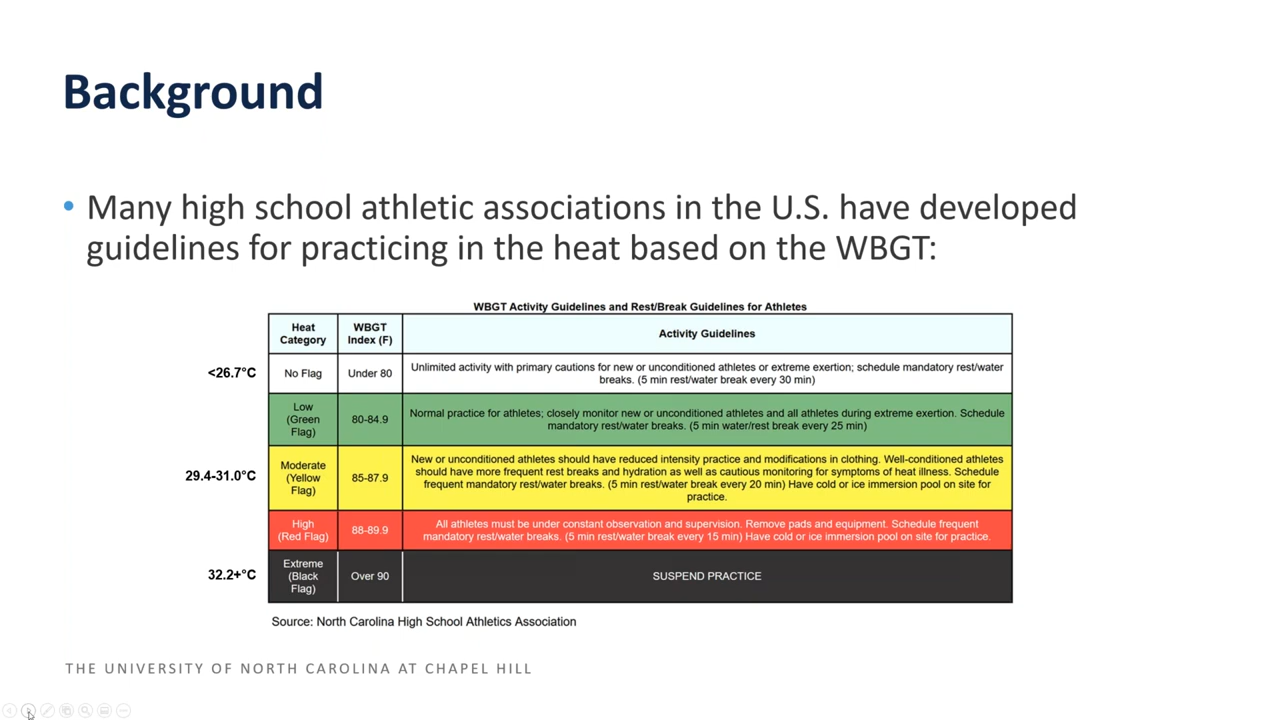 Background
• Many high school athletic associations in the U.S. have developed
guidelines for practicing in the heat based on the WBGT:
WBGT Activity Guidelines and Rest/Break Guidelines for Athletes
Heat
Category
WBGT
Index (F)
Activity Guidelines
<26.7°C
No Flag
Under 80
Unlimited activity with primary cautions for new or unconditioned athletes or extreme exertion; schedule mandatory rest/water
breaks. (5 min rest/water break every 30 min)
Low
(Green
Flag)
80-84.9
Normal practice for athletes; closely monitor new or unconditioned athletes and all athletes during extreme exertion. Schedule
mandatory rest/water breaks. (5 min water/rest break every 25 min)
29.4-31.0°C
Moderate
(Yellow
Flag)
85-87.9
New or unconditioned athletes should have reduced intensity practice and modifications in clothing. Well-conditioned athletes
should have more frequent rest breaks and hydration as well as cautious monitoring for symptoms of heat illness. Schedule
frequent mandatory rest/water breaks. (5 min rest/water break every 20 min) Have cold or ice immersion pool on site for
practice.
High
(Red Flag)
88-89.9
All athletes must be under constant observation and supervision. Remove pads and equipment. Schedule frequent
mandatory rest/water breaks. (5 min rest/water break every 15 min) Have cold or ice immersion pool on site for practice.
32.2+°C
Extreme
(Black
Flag)
Over 90
SUSPEND PRACTICE
Source: North Carolina High School Athletics Association
THE UNIVERSITY OF NORTH CAROLINA AT CHAPEL HILL